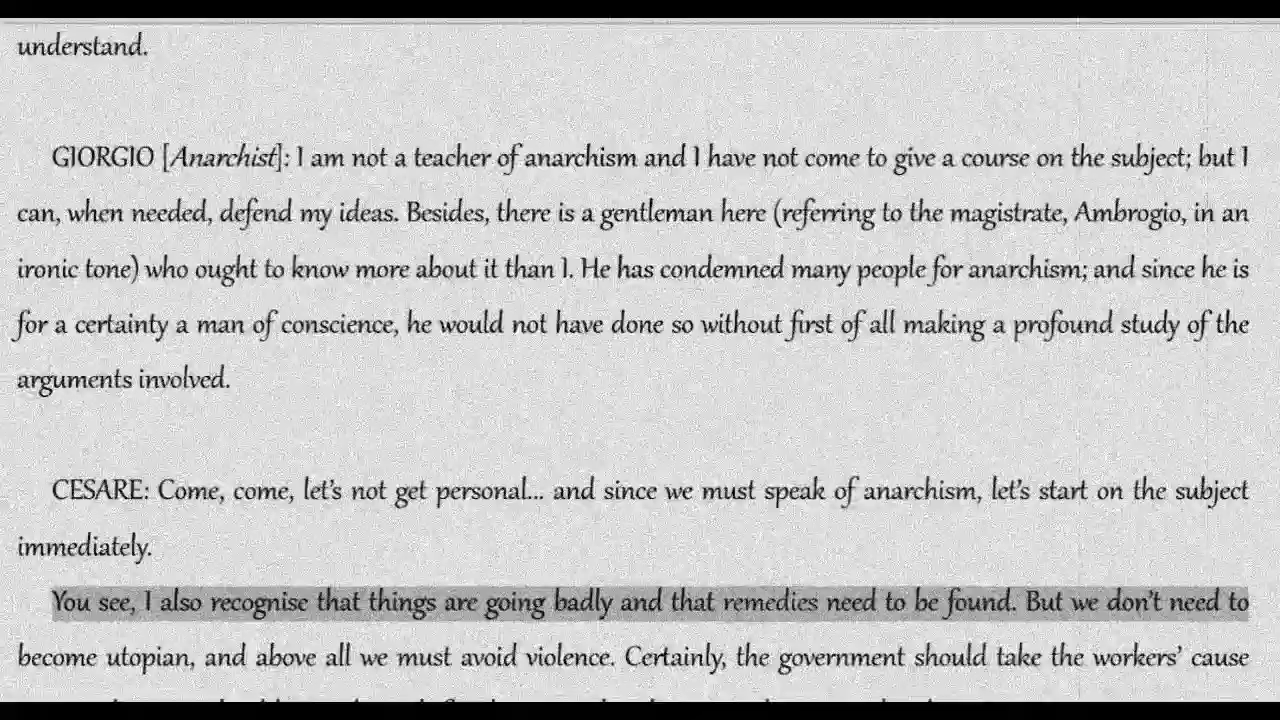 understand.
GIORGIO [Anarchist]: I am not a teacher of anarchism and I have not come to give a course on the subject; but I
can, when needed, defend my ideas. Besides, there is a gentleman here (referring to the magistrate, Ambrogio, in an
ironic tone) who ought to know more about it than I. He has condemned many people for anarchism; and since he is
for a certainty a man of conscience, he would not have done so without first of all making a profound study of the
arguments involved.
CESARE: Come, come, let's not get personal... and since we must speak of anarchism, let's start on the subject
immediately.
You see, I also recognise that things are going badly and that remedies need to be found. But we don't need to
become utopian, and above all we must avoid violence. Certainly, the government should take the workers' cause